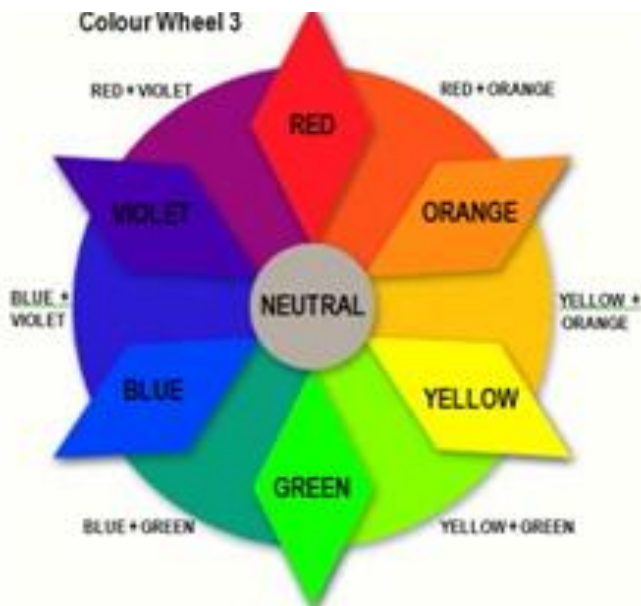 Colour Wheel 3
RED + VIOLET
RED + ORANGE
RED
VIOLET
ORANGE
BLUE +
VIOLET
NEUTRAL
YELLOW +
ORANGE
BLUE
YELLOW
GREEN
BLUE + GREEN
YELLOW + GREEN